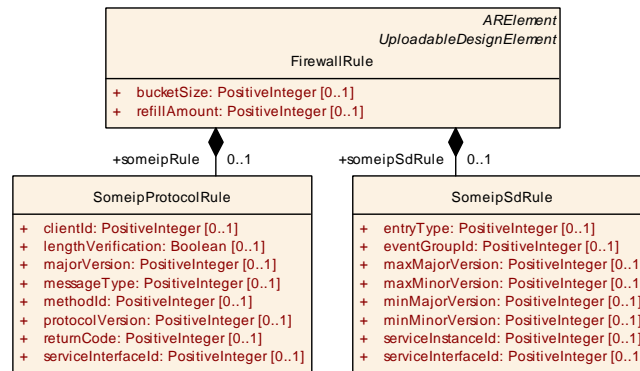 ARElement
UploadableDesignElement
FirewallRule
+ bucketSize: PositiveInteger [0..1]
+ refillAmount: PositiveInteger [0..1]
+someipRule 0..1
+someipSdRule 0..1
SomeipProtocolRule
+ clientId: PositiveInteger [0..1]
+ lengthVerification: Boolean [0..1]
+ majorVersion: PositiveInteger [0..1]
+ messageType: PositiveInteger [0..1]
+ methodId: PositiveInteger [0..1]
+ protocolVersion: PositiveInteger [0..1]
+ returnCode: PositiveInteger [0..1]
+ serviceInterfaceId: PositiveInteger [0..1]
SomeipSdRule
+ entryType: PositiveInteger [0..1]
+ eventGroupId: PositiveInteger [0..1]
+ maxMajorVersion: PositiveInteger [0..1]
+ maxMinorVersion: PositiveInteger [0..1]
+ minMajorVersion: PositiveInteger [0..1]
+ minMinorVersion: PositiveInteger [0..1]
+ serviceInstanceId: PositiveInteger [0..1]
+ serviceInterfaceId: PositiveInteger [0..1]